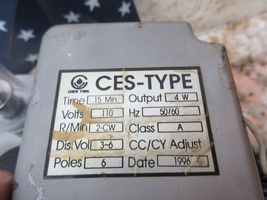 CHEN YING
CES-TYPE
Time 15 Min Output 4 W
Volts 110 Hz 50/60
R/Min 2-CW Class A
Dis.Vol 3-6 CC/CY Adjust
Poles 6 Date 1996